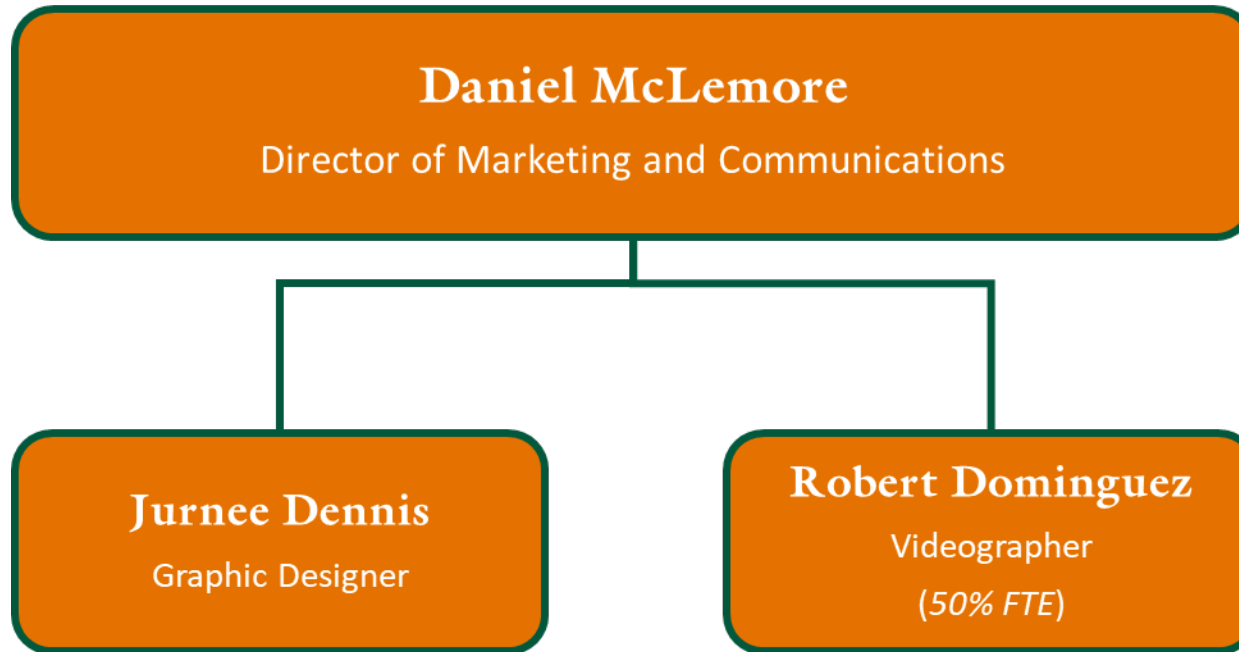 Daniel McLemore
Director of Marketing and Communications
Jurnee Dennis
Graphic Designer
Robert Dominguez
Videographer
(50% FTE)